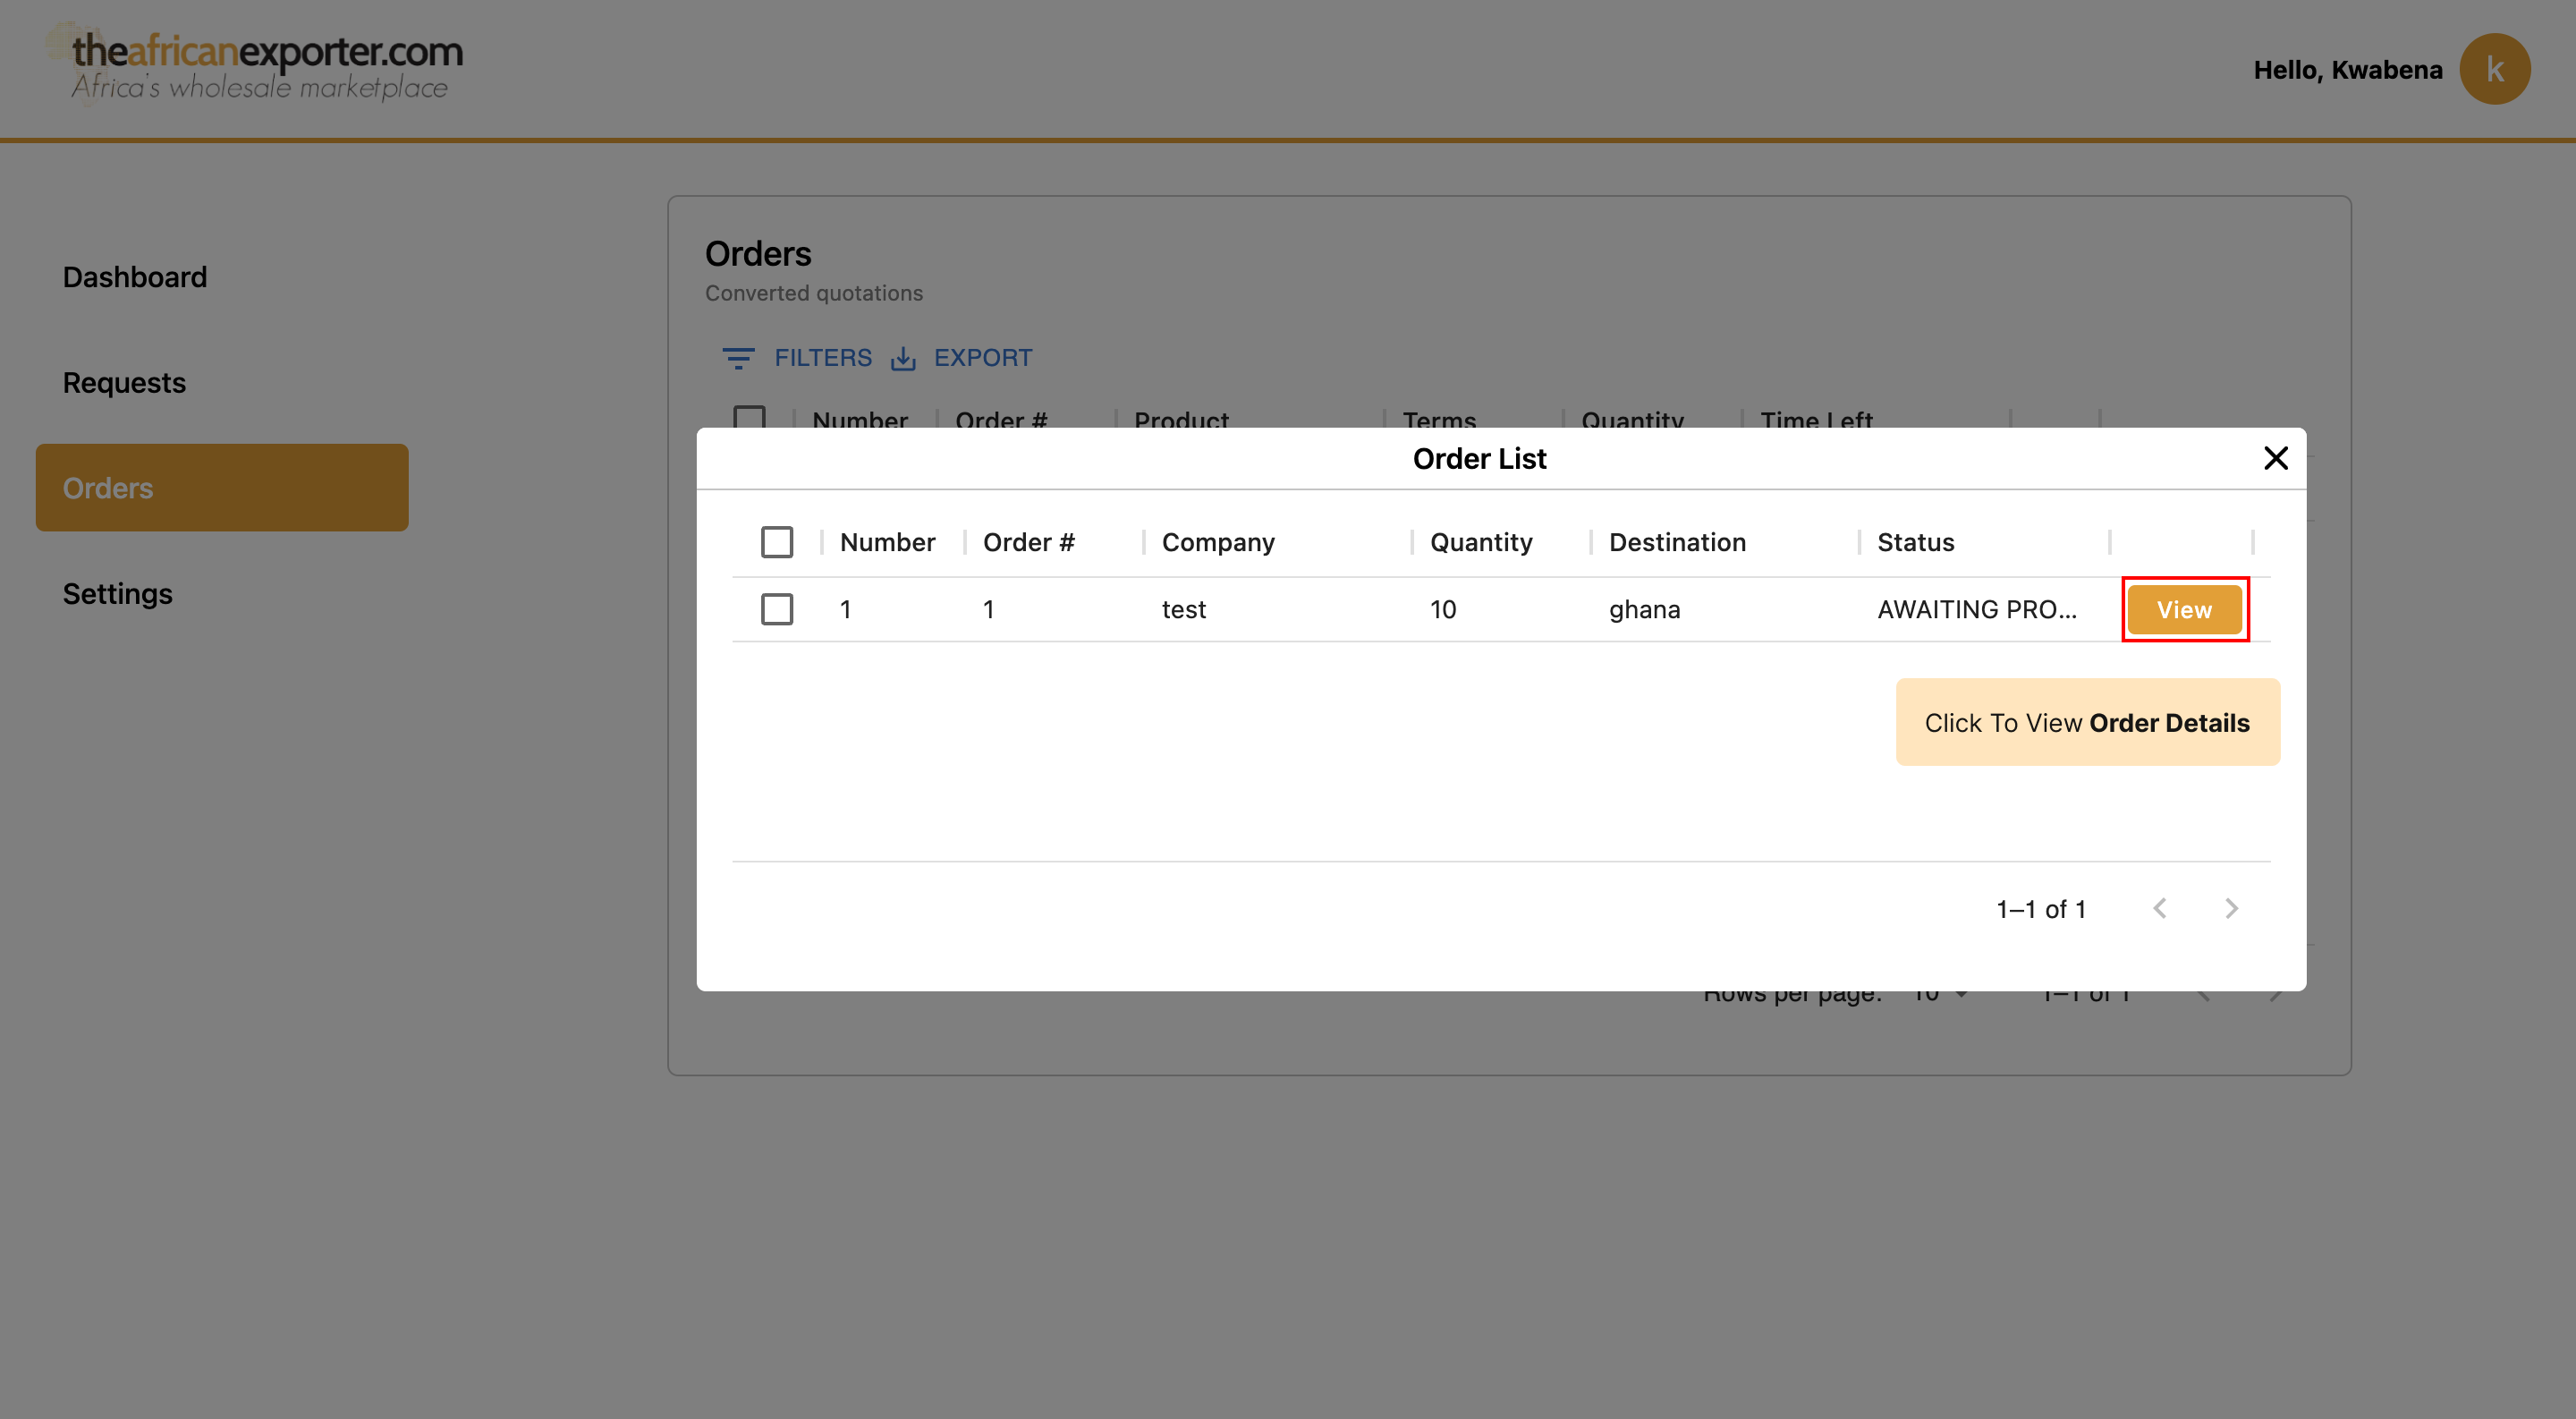 theafricanexporter.com
Africa's wholesale marketplace
Hello, Kwabena
k
Dashboard
Requests
Orders
Settings
Orders
Converted quotations
FILTERS EXPORT
Number Order # Product Terms Quantity Time Left
Order List
Number Order # Company Quantity Destination Status
1 1 test 10 ghana AWAITING PRO... View
Click To View Order Details
1–1 of 1
Rows per page: 10 1–1 of 1